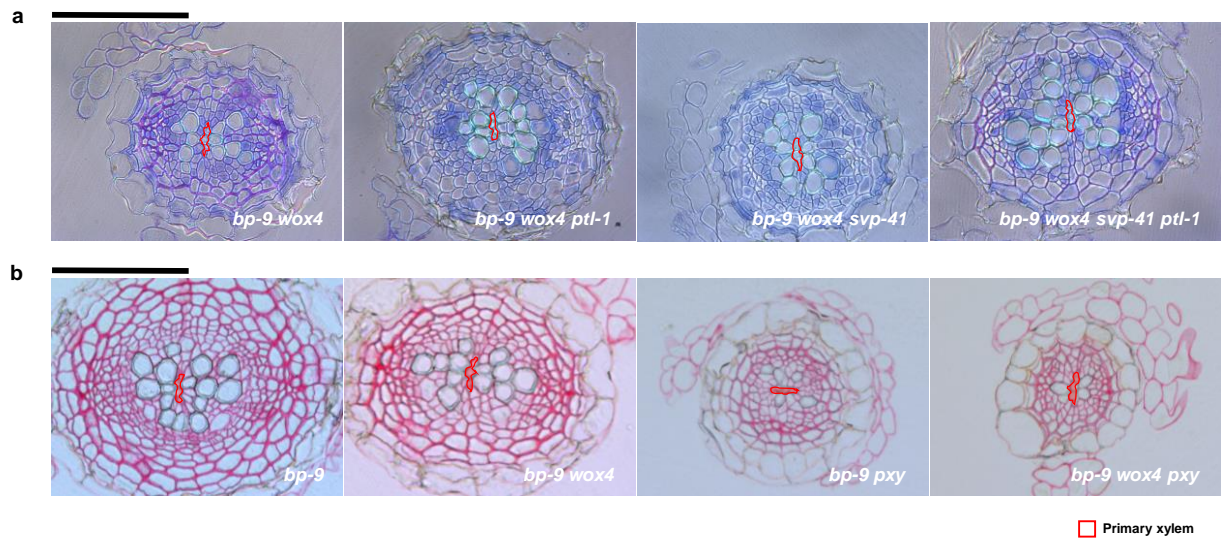 a
bp-9 wox4
bp-9 wox4 ptl-1
bp-9 wox4 svp-41
bp-9 wox4 svp-41 ptl-1
b
bp-9
bp-9 wox4
bp-9 pxy
bp-9 wox4 pxy
Primary xylem